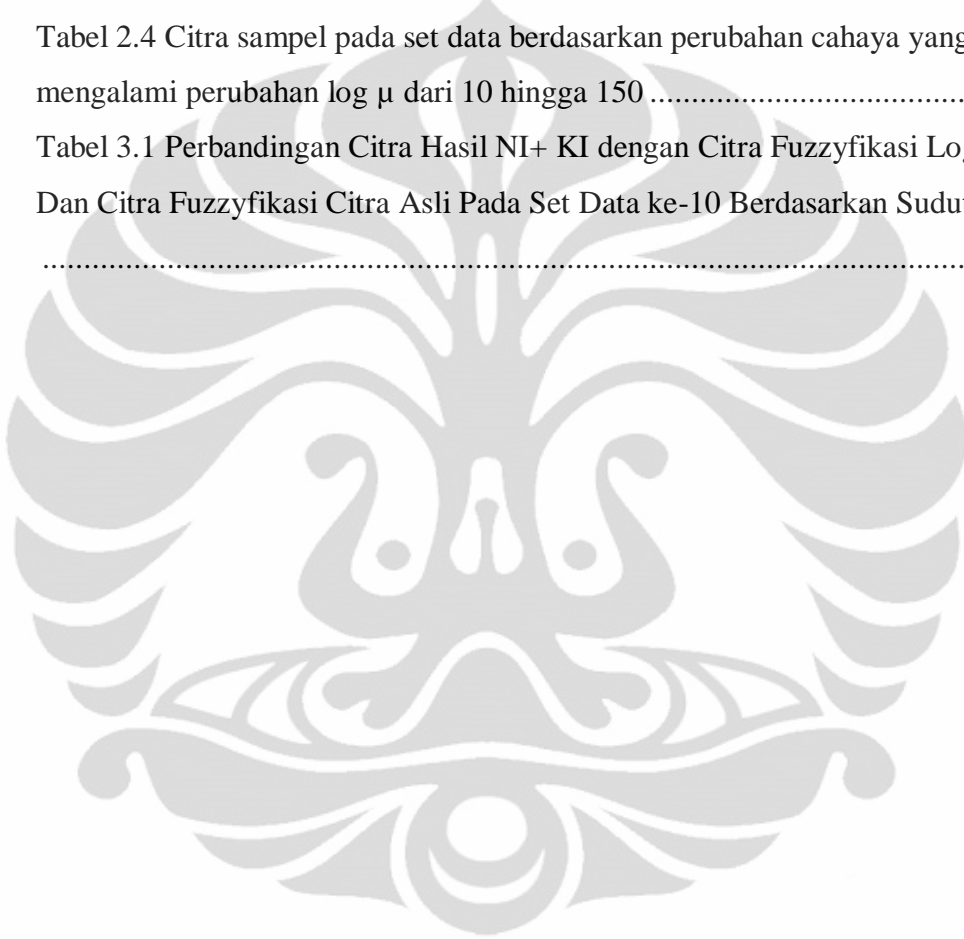 Tabel 2.4 Citra sampel pada set data berdasarkan perubahan cahaya yang
mengalami perubahan log µ dari 10 hingga 150 ....................................
Tabel 3.1 Perbandingan Citra Hasil NI+ KI dengan Citra Fuzzyfikasi
Dan Citra Fuzzyfikasi Citra Asli Pada Set Data ke-10 Berdasarkan
................................................................................................................